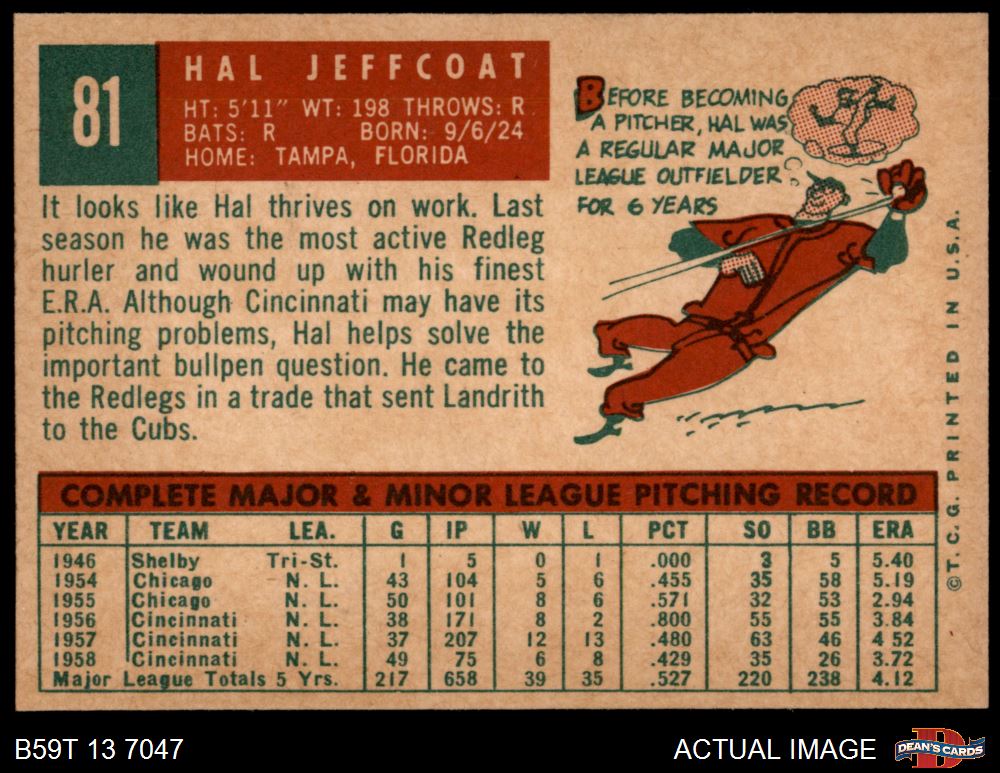 81
HAL JEFFCOAT
HT: 5'11" WT: 198 THROWS: R
BATS: R BORN: 9/6/24
HOME: TAMPA, FLORIDA
It looks like Hal thrives on work. Last
season he was the most active Redleg
hurler and wound up with his finest
E.R.A. Although Cincinnati may have its
pitching problems, Hal helps solve the
important bullpen question. He came to
the Redlegs in a trade that sent Landrith
to the Cubs.
BEFORE BECOMING
A PITCHER, HAL WAS
A REGULAR MAJOR
LEAGUE OUTFIELDER
FOR 6 YEARS
©T.C.G. PRINTED IN U.S.A.
COMPLETE MAJOR & MINOR LEAGUE PITCHING RECORD
YEAR TEAM LEA. G IP W L PCT SO BB ERA
1946 Shelby Tri-St. 1 5 0 1 .000 3 5 5.40
1954 Chicago N. L. 43 104 5 6 .455 35 58 5.19
1955 Chicago N. L. 50 101 8 6 .571 32 53 2.94
1956 Cincinnati N. L. 38 171 8 2 .800 55 55 3.84
1957 Cincinnati N. L. 37 207 12 13 .480 63 46 4.52
1958 Cincinnati N. L. 49 75 6 8 .429 35 26 3.72
Major League Totals 5 Yrs. 217 658 39 35 .527 220 238 4.12
B59T 13 7047
ACTUAL IMAGE
D
DEAN'S CARDS